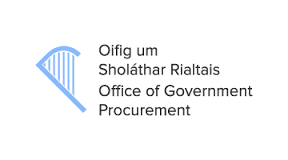 Oifig um
Sholáthar Rialtais
Office of Government
Procurement